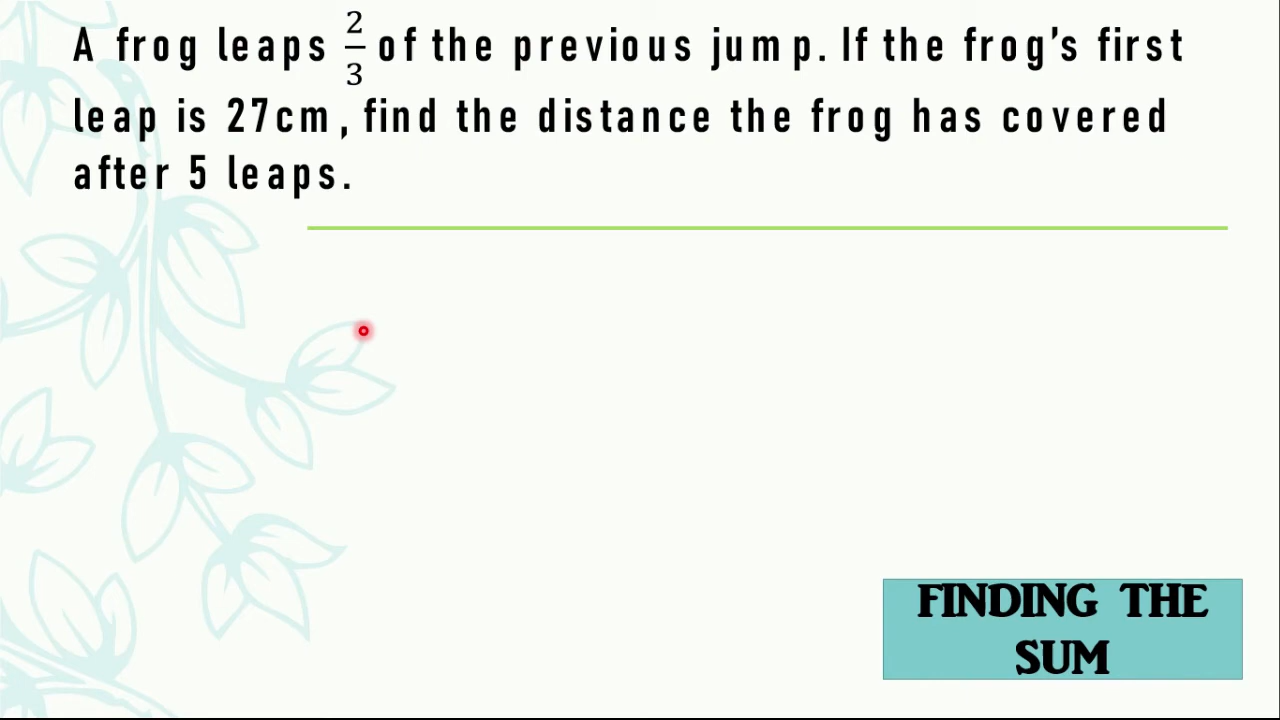 A frog leaps 2/3 of the previous jump. If the frog's first
leap is 27cm, find the distance the frog has covered
after 5 leaps.
FINDING THE
SUM